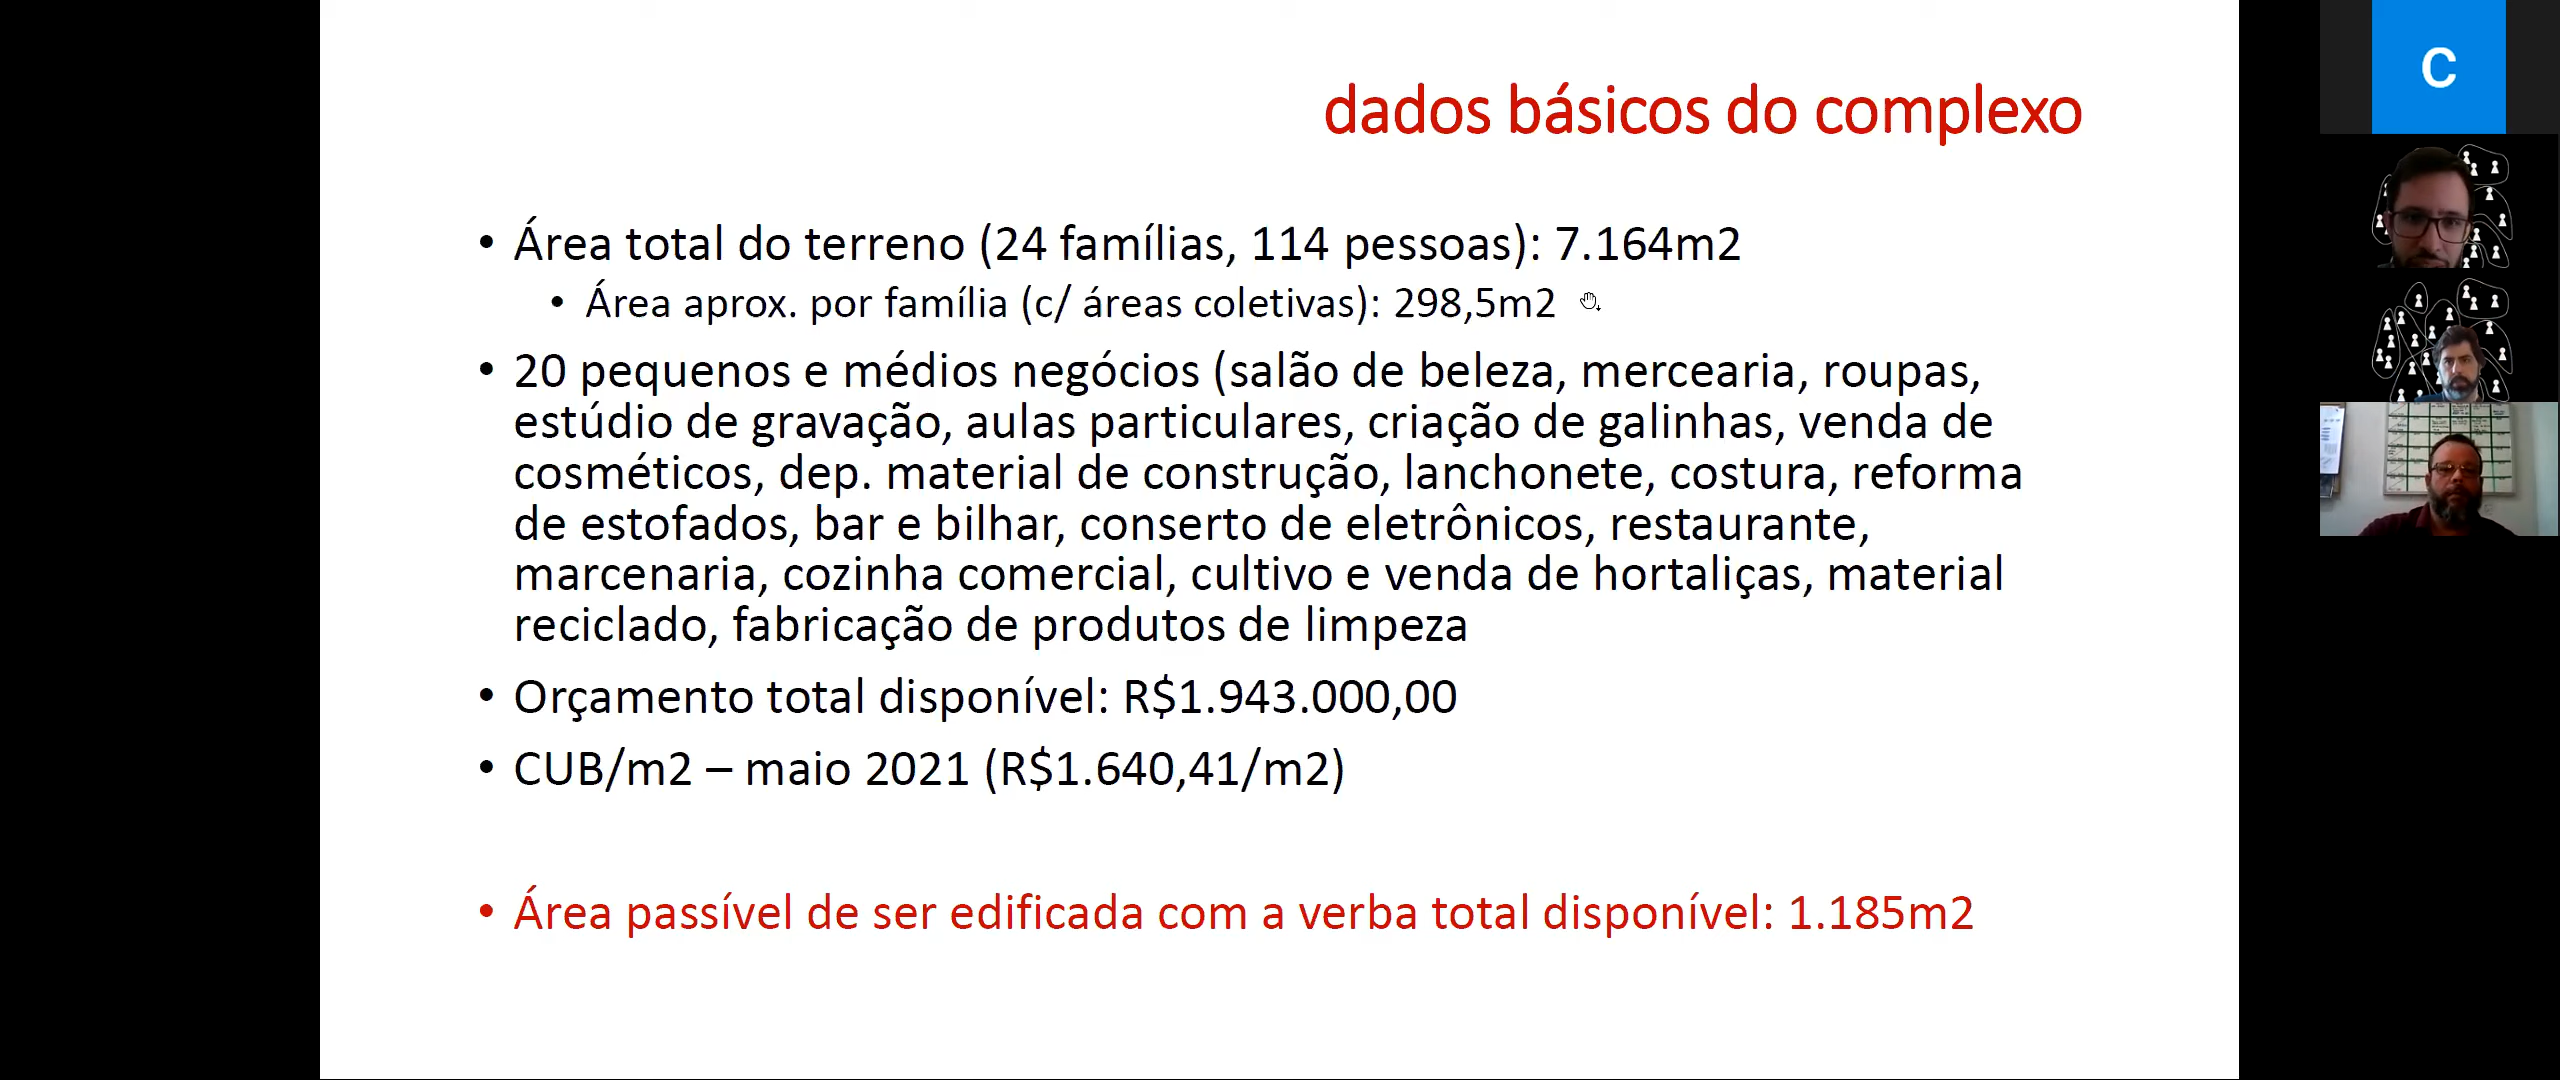 dados básicos do complexo
• Área total do terreno (24 famílias, 114 pessoas): 7.164m2
• Área aprox. por família (c/ áreas coletivas): 298,5m2
• 20 pequenos e médios negócios (salão de beleza, mercearia, roupas,
estúdio de gravação, aulas particulares, criação de galinhas, venda de
cosméticos, dep. material de construção, lanchonete, costura, reforma
de estofados, bar e bilhar, conserto de eletrônicos, restaurante,
marcenaria, cozinha comercial, cultivo e venda de hortaliças, material
reciclado, fabricação de produtos de limpeza
• Orçamento total disponível: R$1.943.000,00
• CUB/m2 – maio 2021 (R$1.640,41/m2)
• Área passível de ser edificada com a verba total disponível: 1.185m2
C